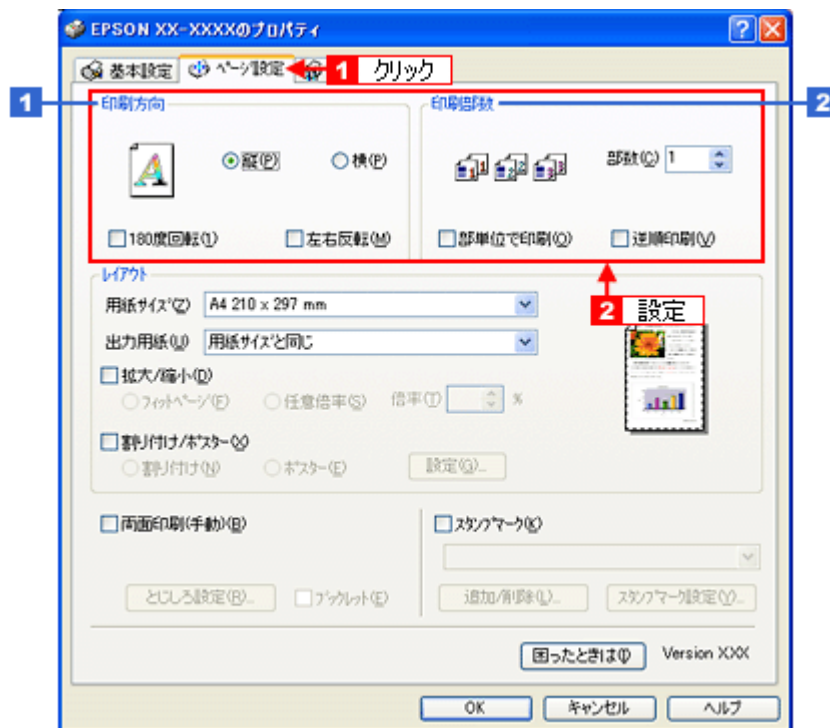 EPSON XX-XXXXのプロパティ
基本設定 ページ設定
1 クリック
1 印刷方向
印刷部数 2
縦(P) 横(P)
部数(C) 1
180度回転(1) 左右反転(M)
部単位で印刷(O) 逆順印刷(V)
レイアウト
2 設定
用紙サイズ(Z) A4 210 x 297 mm
出力用紙(U) 用紙サイズと同じ
拡大/縮小(D)
フィットページ(F) 任意倍率(S) 倍率(T) %
割り付け/ポスター(X)
割り付け(N) ポスター(E) 設定(G)...
両面印刷(手動)(B)
スタンプマーク(K)
とじしろ設定(R)... ブックレット(E)
追加/削除(L)... スタンプマーク設定(Y)...
困ったときは(I) Version XXX
OK キャンセル ヘルプ